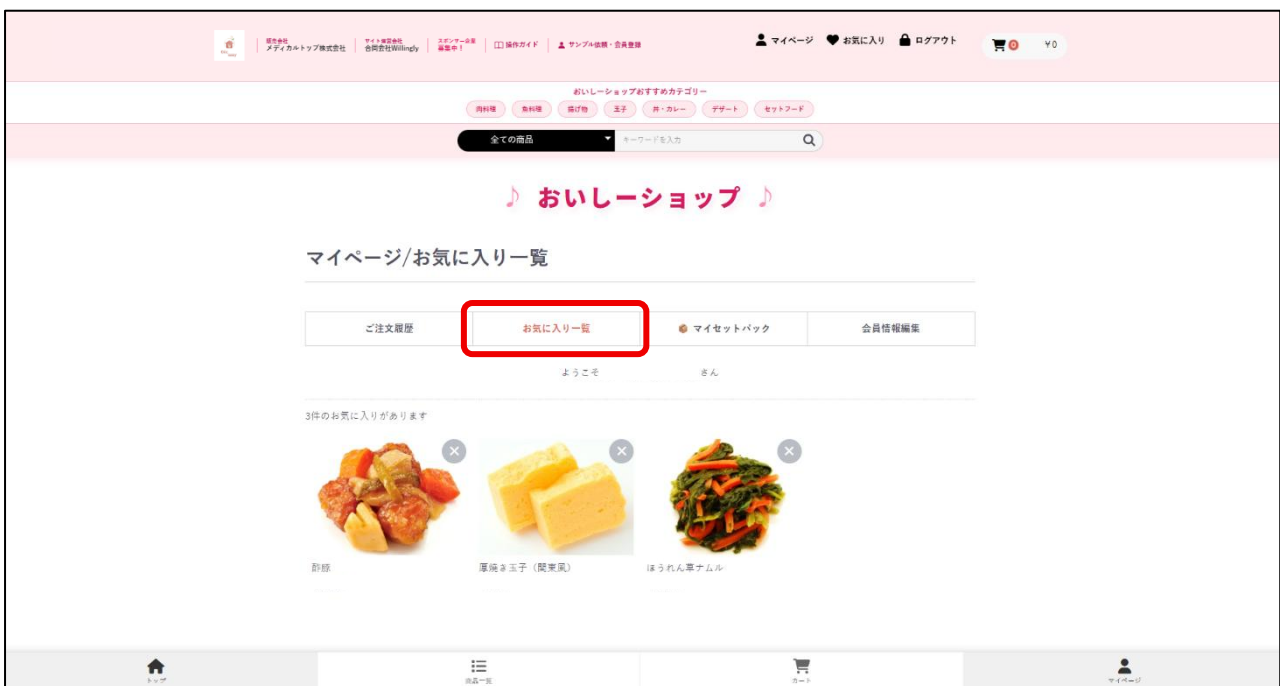 販売会社
メディカルトップ株式会社
サイト運営会社
合同会社Willingly
スポンサー企業
募集中！
操作ガイド
サンプル依頼・会員登録
マイページ
お気に入り
ログアウト
0
¥0
おいしーショップおすすめカテゴリー
肉料理 魚料理 揚げ物 玉子 丼・カレー デザート セットフード
全ての商品
キーワードを入力
♪ おいしーショップ ♪
マイページ/お気に入り一覧
ご注文履歴 お気に入り一覧 マイセットパック 会員情報編集
ようこそ さん
3件のお気に入りがあります
酢豚 厚焼き玉子（関東風） ほうれん草ナムル
トップ 商品一覧 カート マイページ